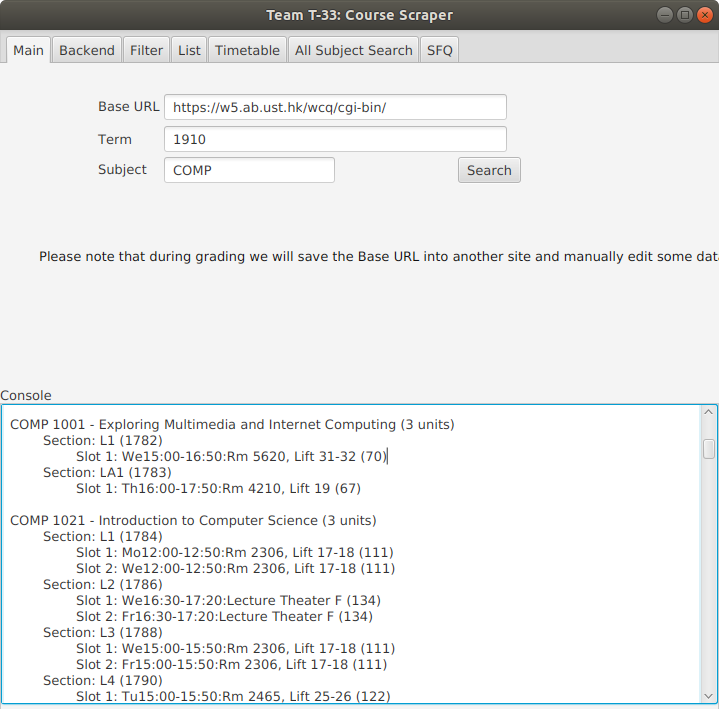 Team T-33: Course Scraper
Main Backend Filter List Timetable All Subject Search SFQ
Base URL https://w5.ab.ust.hk/wcq/cgi-bin/
Term 1910
Subject COMP Search
Please note that during grading we will save the Base URL into another site and manually edit some dat
Console
COMP 1001 - Exploring Multimedia and Internet Computing (3 units)
Section: L1 (1782)
Slot 1: We15:00-16:50:Rm 5620, Lift 31-32 (70)
Section: LA1 (1783)
Slot 1: Th16:00-17:50:Rm 4210, Lift 19 (67)
COMP 1021 - Introduction to Computer Science (3 units)
Section: L1 (1784)
Slot 1: Mo12:00-12:50:Rm 2306, Lift 17-18 (111)
Slot 2: We12:00-12:50:Rm 2306, Lift 17-18 (111)
Section: L2 (1786)
Slot 1: We16:30-17:20:Lecture Theater F (134)
Slot 2: Fr16:30-17:20:Lecture Theater F (134)
Section: L3 (1788)
Slot 1: We15:00-15:50:Rm 2306, Lift 17-18 (111)
Slot 2: Fr15:00-15:50:Rm 2306, Lift 17-18 (111)
Section: L4 (1790)
Slot 1: Tu15:00-15:50:Rm 2465, Lift 25-26 (122)